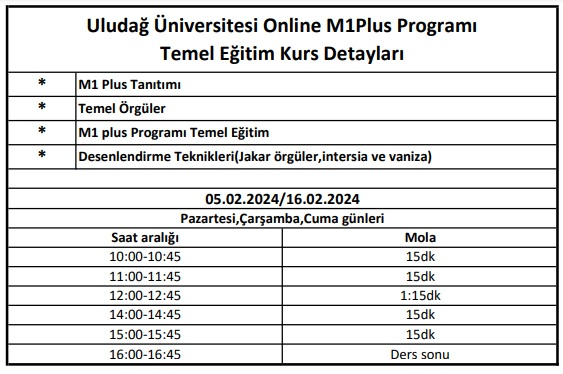 Uludağ Üniversitesi Online M1Plus Programı
Temel Eğitim Kurs Detayları
* M1 Plus Tanıtımı
* Temel Örgüler
* M1 plus Programı Temel Eğitim
* Desenlendirme Teknikleri(Jakar örgüler,intersia ve vaniza)
05.02.2024/16.02.2024
Pazartesi,Çarşamba,Cuma günleri
Saat aralığı Mola
10:00-10:45 15dk
11:00-11:45 15dk
12:00-12:45 1:15dk
14:00-14:45 15dk
15:00-15:45 15dk
16:00-16:45 Ders sonu